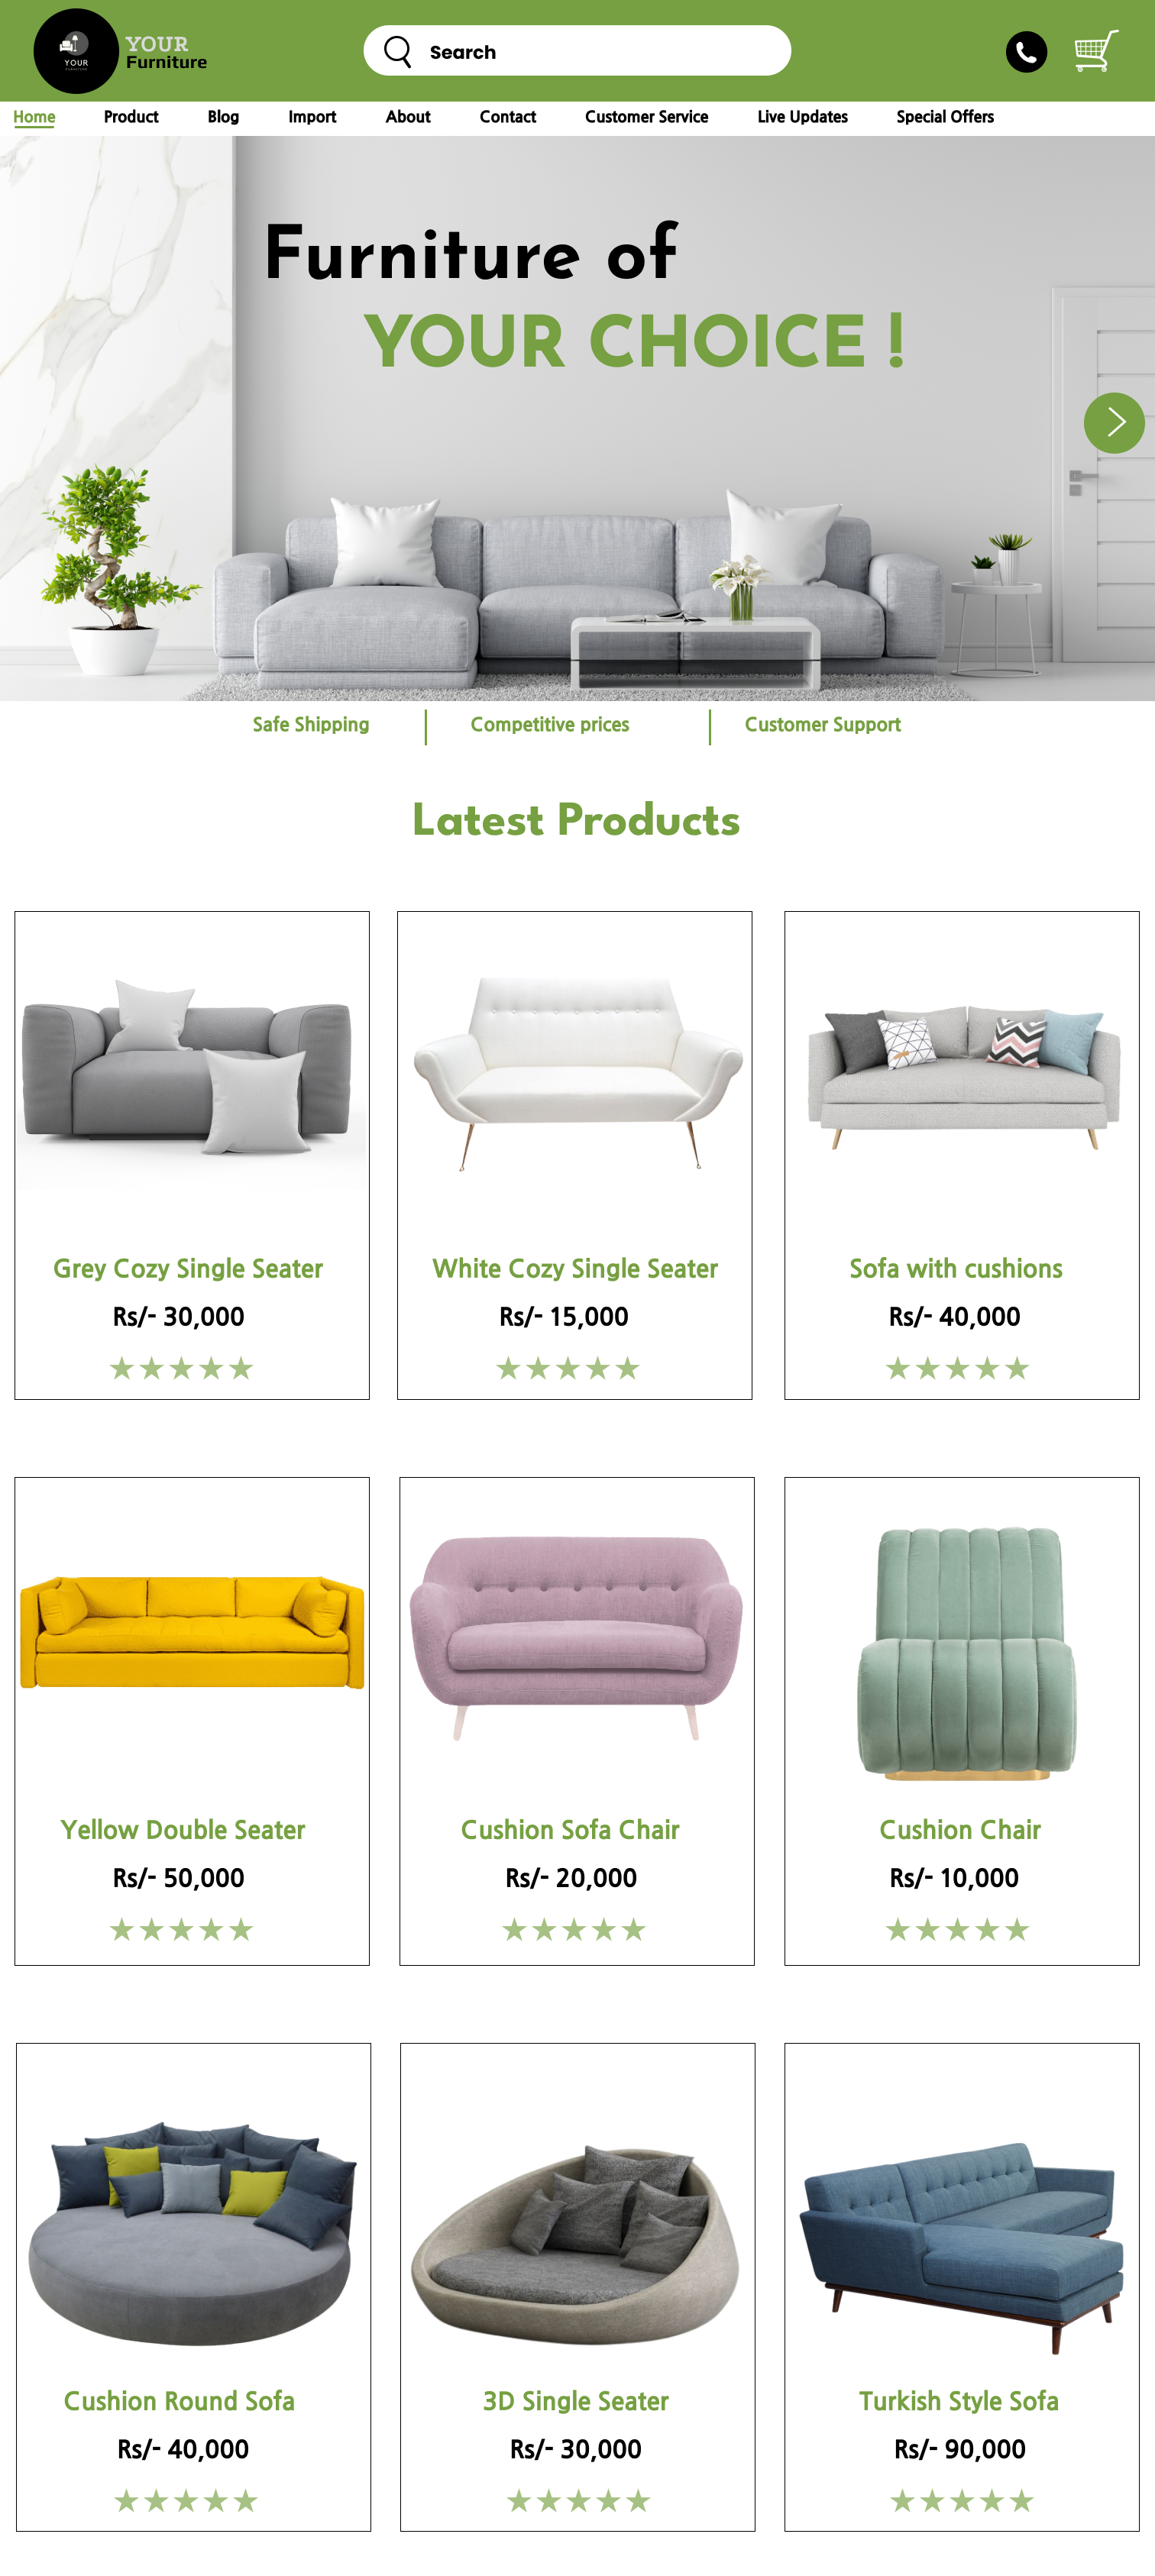 YOUR
YOUR
Furniture
Search
Home Product Blog Import About Contact Customer Service Live Updates Special Offers
Furniture of
YOUR CHOICE !
Safe Shipping Competitive prices Customer Support
Latest Products
Grey Cozy Single Seater
Rs/- 30,000
White Cozy Single Seater
Rs/- 15,000
Sofa with cushions
Rs/- 40,000
Yellow Double Seater
Rs/- 50,000
Cushion Sofa Chair
Rs/- 20,000
Cushion Chair
Rs/- 10,000
Cushion Round Sofa
Rs/- 40,000
3D Single Seater
Rs/- 30,000
Turkish Style Sofa
Rs/- 90,000